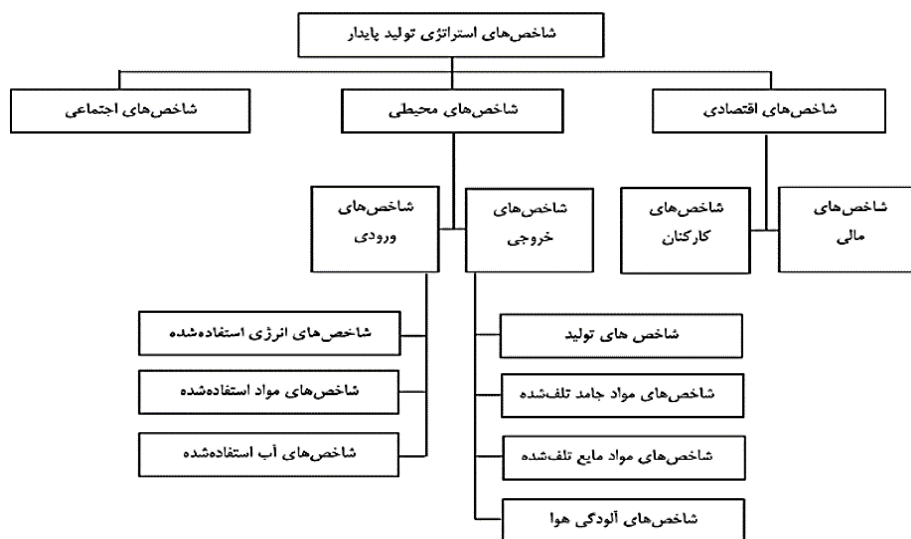 شاخص‌های استراتژی تولید پایدار
شاخص‌های اقتصادی
شاخص‌های محیطی
شاخص‌های اجتماعی
شاخص‌های
مالی
شاخص‌های
کارکنان
شاخص‌های
خروجی
شاخص‌های
ورودی
شاخص های تولید
شاخص‌های مواد جامد تلف‌شده
شاخص‌های مواد مایع تلف‌شده
شاخص‌های آلودگی هوا
شاخص‌های انرژی استفاده‌شده
شاخص‌های مواد استفاده‌شده
شاخص‌های آب استفاده‌شده